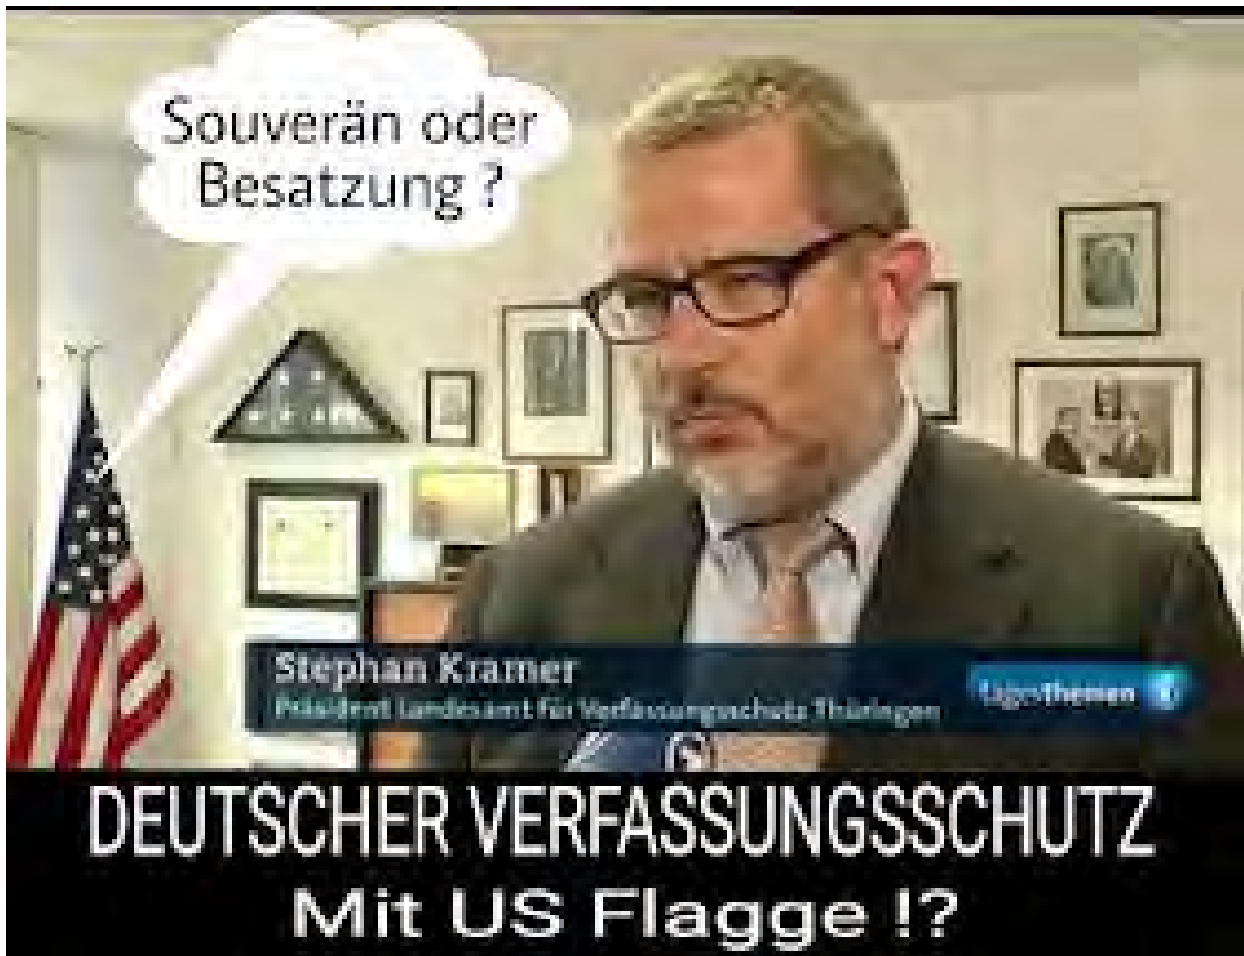 Souverän oder
Besatzung ?
Stephan Kramer
Präsident Landesamt für Verfassungsschutz Thüringen
tagesthemen
DEUTSCHER VERFASSUNGSSCHUTZ
Mit US Flagge !?